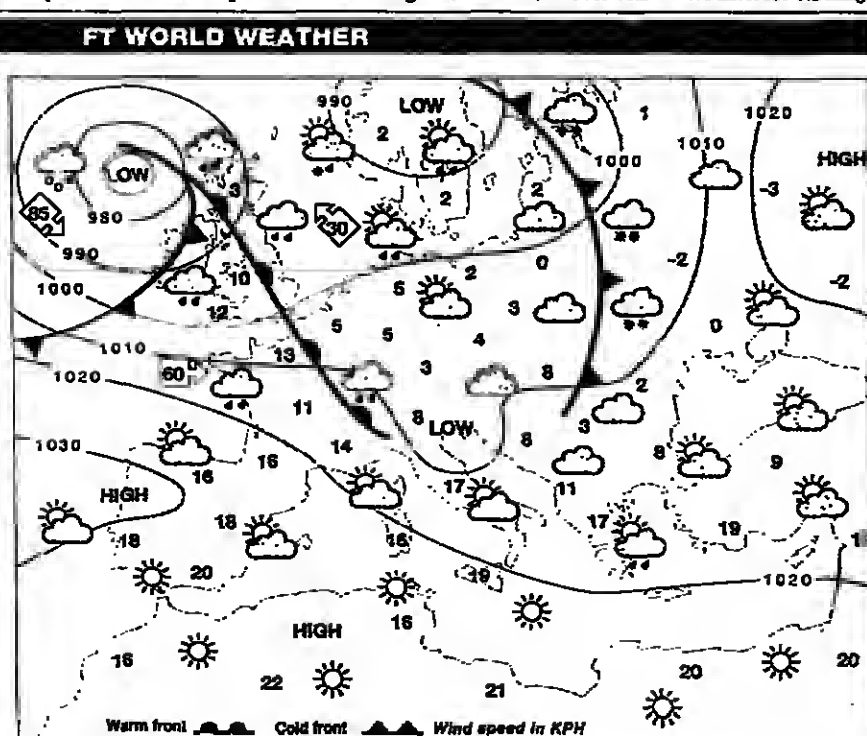 FT WORLD WEATHER
990 LOW 1 1020
2 1010
LOW 1000 HIGH
3 2 -3
85 980 30 2
990 10 2 0 -2 -2
1000 5 3
12 5 5 4 0
1010 13 3 8
1020 60 2
11 8 LOW 3
1030 14 8 8
16 16 17 11 9
HIGH
18 18 16 17 19 1
20 19 1020
HIGH 16
16 20 20
22 21
Warm front Cold front Wind speed in KPH